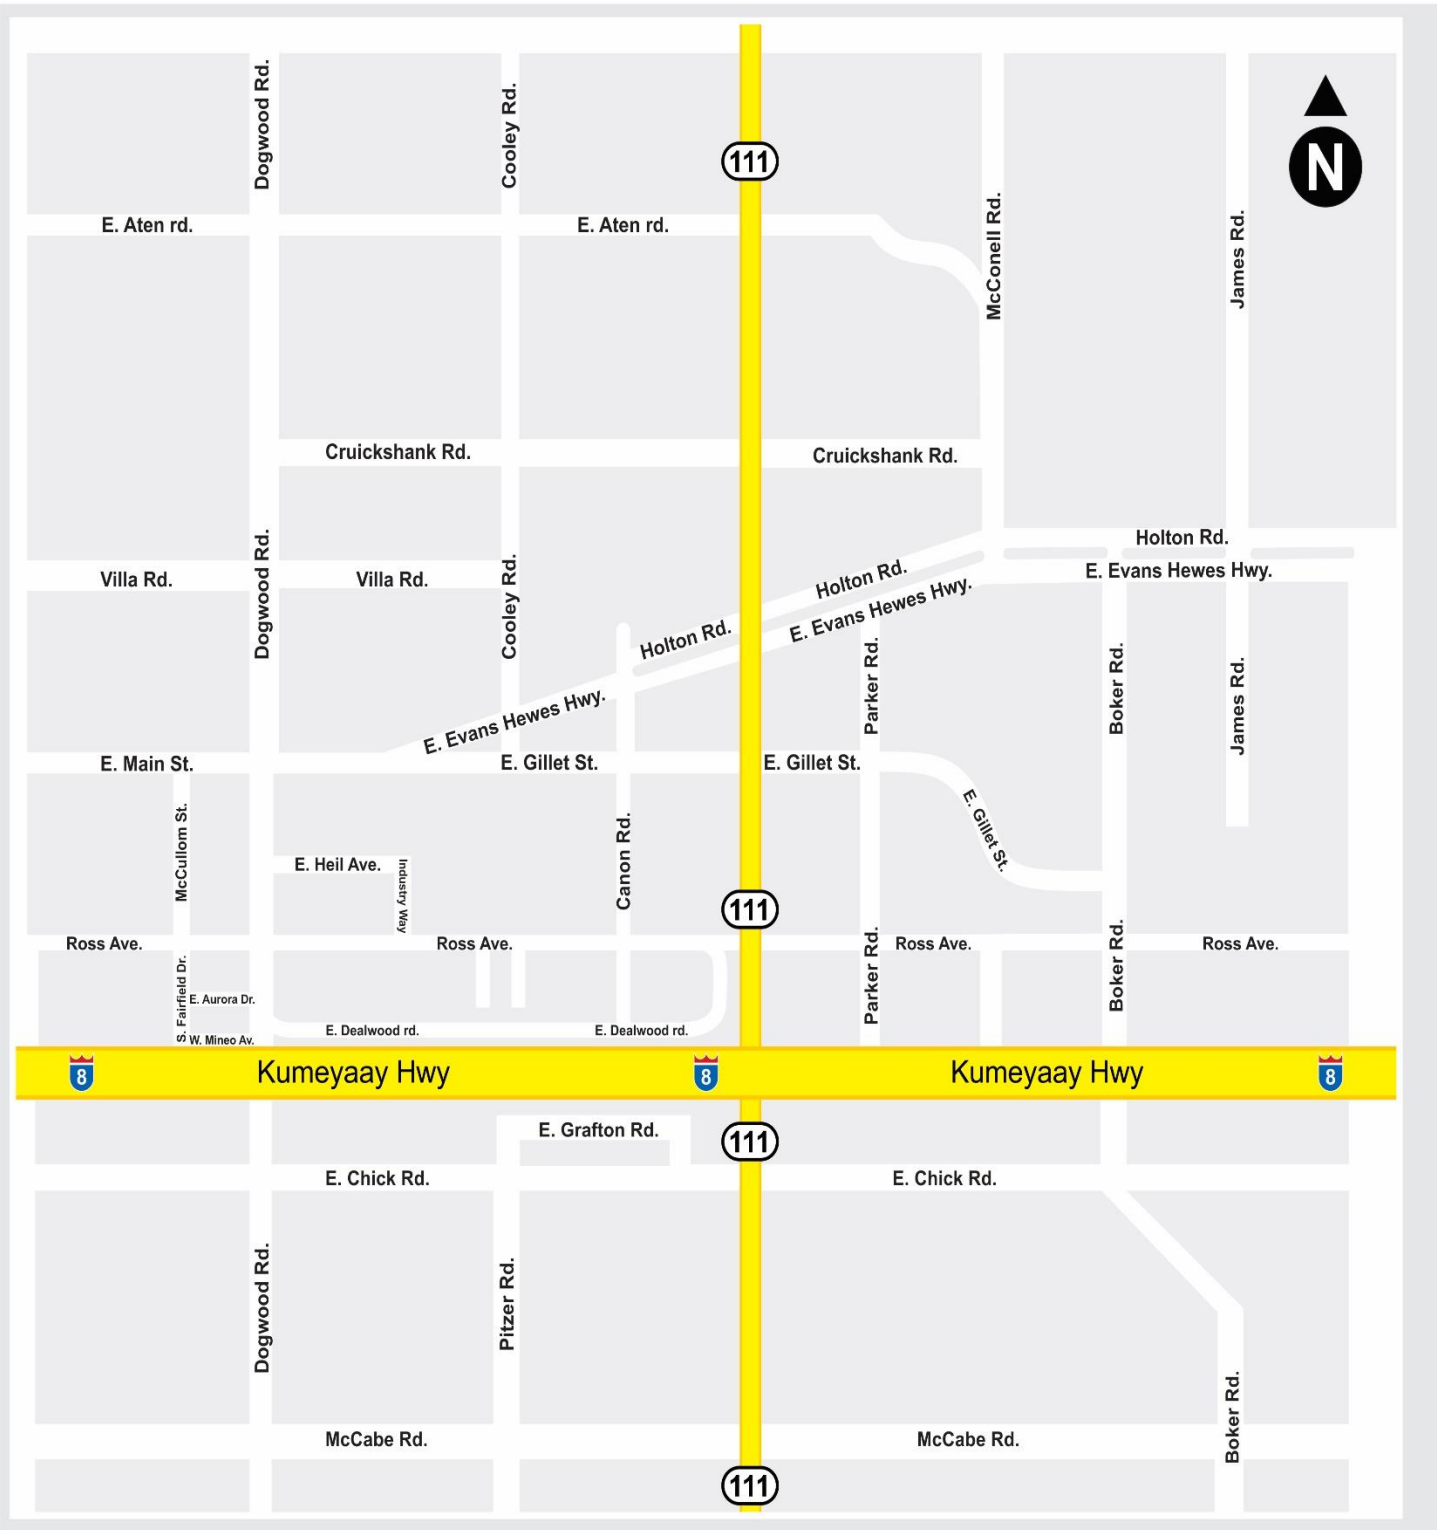 Dogwood Rd.
Cooley Rd.
111
N
E. Aten rd.
E. Aten rd.
McConell Rd.
James Rd.
Cruickshank Rd.
Cruickshank Rd.
Dogwood Rd.
Villa Rd.
Villa Rd.
Cooley Rd.
Holton Rd.
Holton Rd.
Holton Rd.
E. Evans Hewes Hwy.
E. Evans Hewes Hwy.
E. Evans Hewes Hwy.
Parker Rd.
Boker Rd.
James Rd.
E. Main St.
E. Gillet St.
E. Gillet St.
E. Gillet St.
McCullom St.
E. Heil Ave.
Industry Way
Canon Rd.
111
Ross Ave.
Ross Ave.
Ross Ave.
Ross Ave.
Parker Rd.
Boker Rd.
S. Fairfield Dr.
E. Aurora Dr.
W. Mineo Av.
E. Dealwood rd.
E. Dealwood rd.
8
Kumeyaay Hwy
8
Kumeyaay Hwy
8
E. Grafton Rd.
111
E. Chick Rd.
E. Chick Rd.
Dogwood Rd.
Pitzer Rd.
Boker Rd.
McCabe Rd.
McCabe Rd.
111